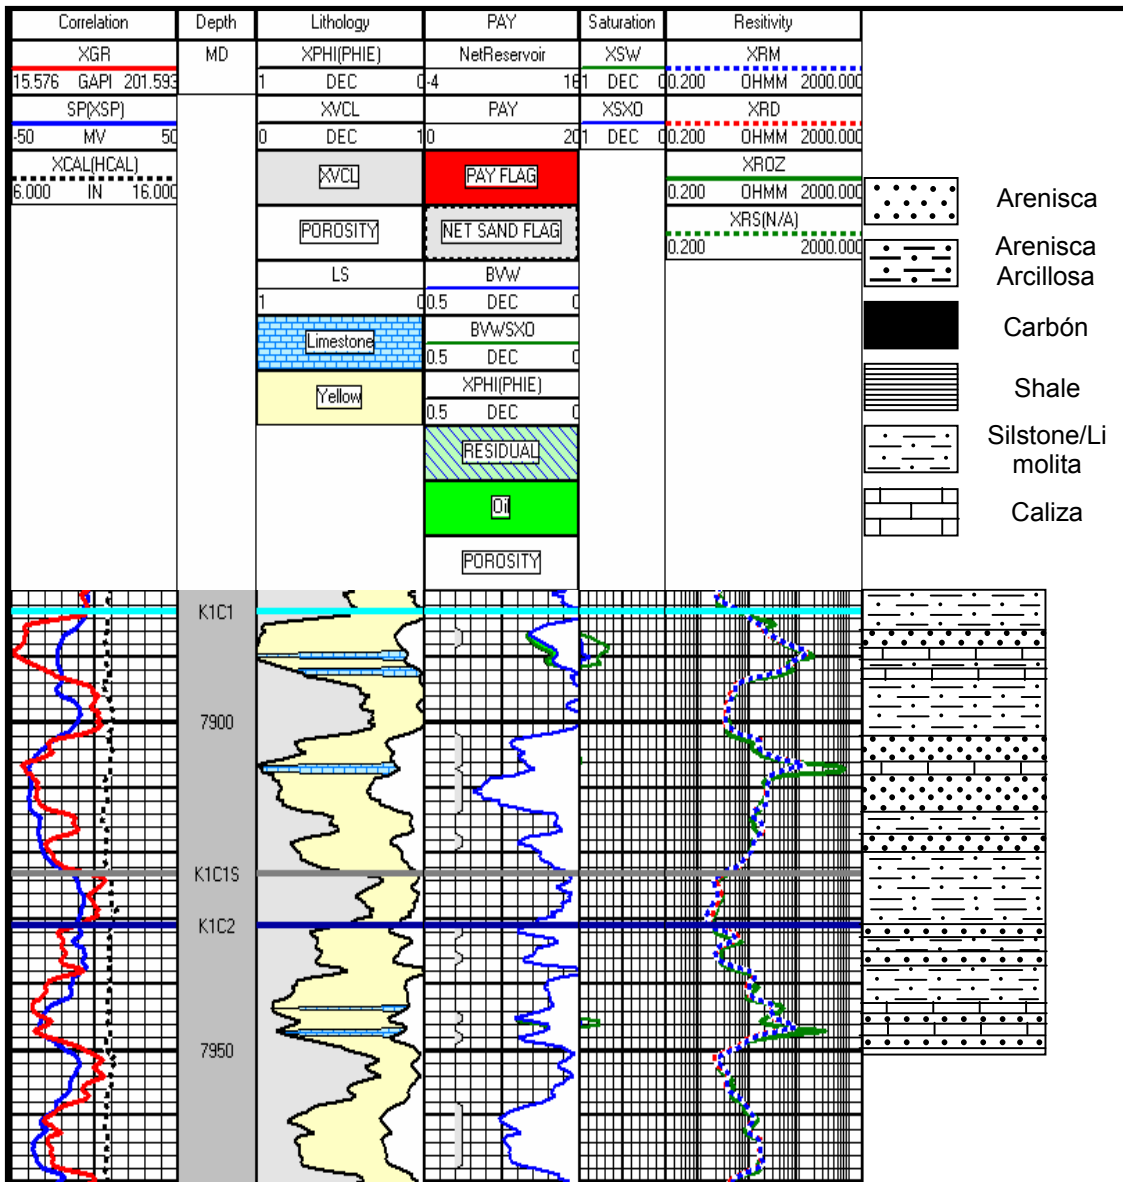 Correlation Depth Lithology PAY Saturation Resitivity
XGR MD XPHI(PHIE) NetReservoir XSW XRM
15.576 GAPI 201.593 1 DEC 0 -4 16 1 DEC 0 0.200 OHMM 2000.000
SP(XSP) XVCL PAY XSXO XRD
-50 MV 50 0 DEC 1 0 20 1 DEC 0 0.200 OHMM 2000.000
XCAL(HCAL) XVCL PAY FLAG XROZ
6.000 IN 16.000 0.200 OHMM 2000.000
POROSITY NET SAND FLAG XRS(N/A)
0.200 2000.000
LS BVW
1 0 0.5 DEC 0
Limestone BVWSXO
0.5 DEC 0
Yellow XPHI(PHIE)
0.5 DEC 0
RESIDUAL
Oil
POROSITY
Arenisca
Arenisca
Arcillosa
Carbón
Shale
Silstone/Li
molita
Caliza
K1C1
7900
K1C1S
K1C2
7950